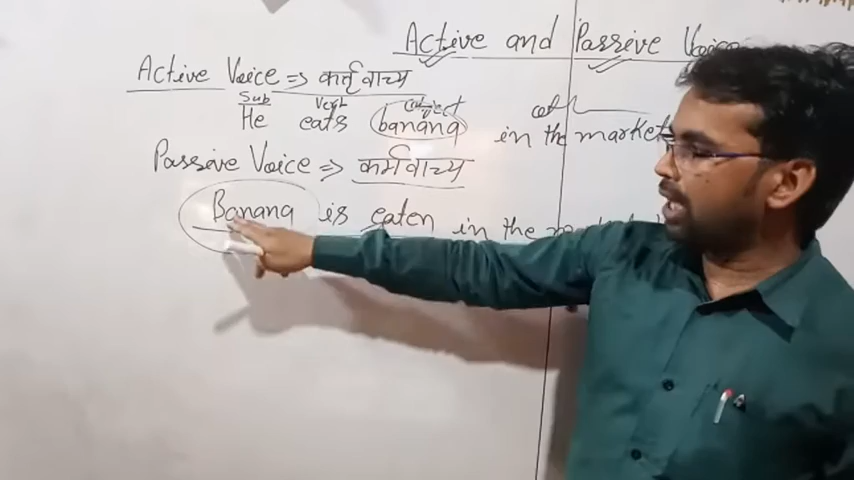 Active and Passive Voice
Active Voice => कर्तृवाच्य
Sub Verb Object
He eats banana in the market
Passive Voice => कर्मवाच्य
Banana is eaten in the